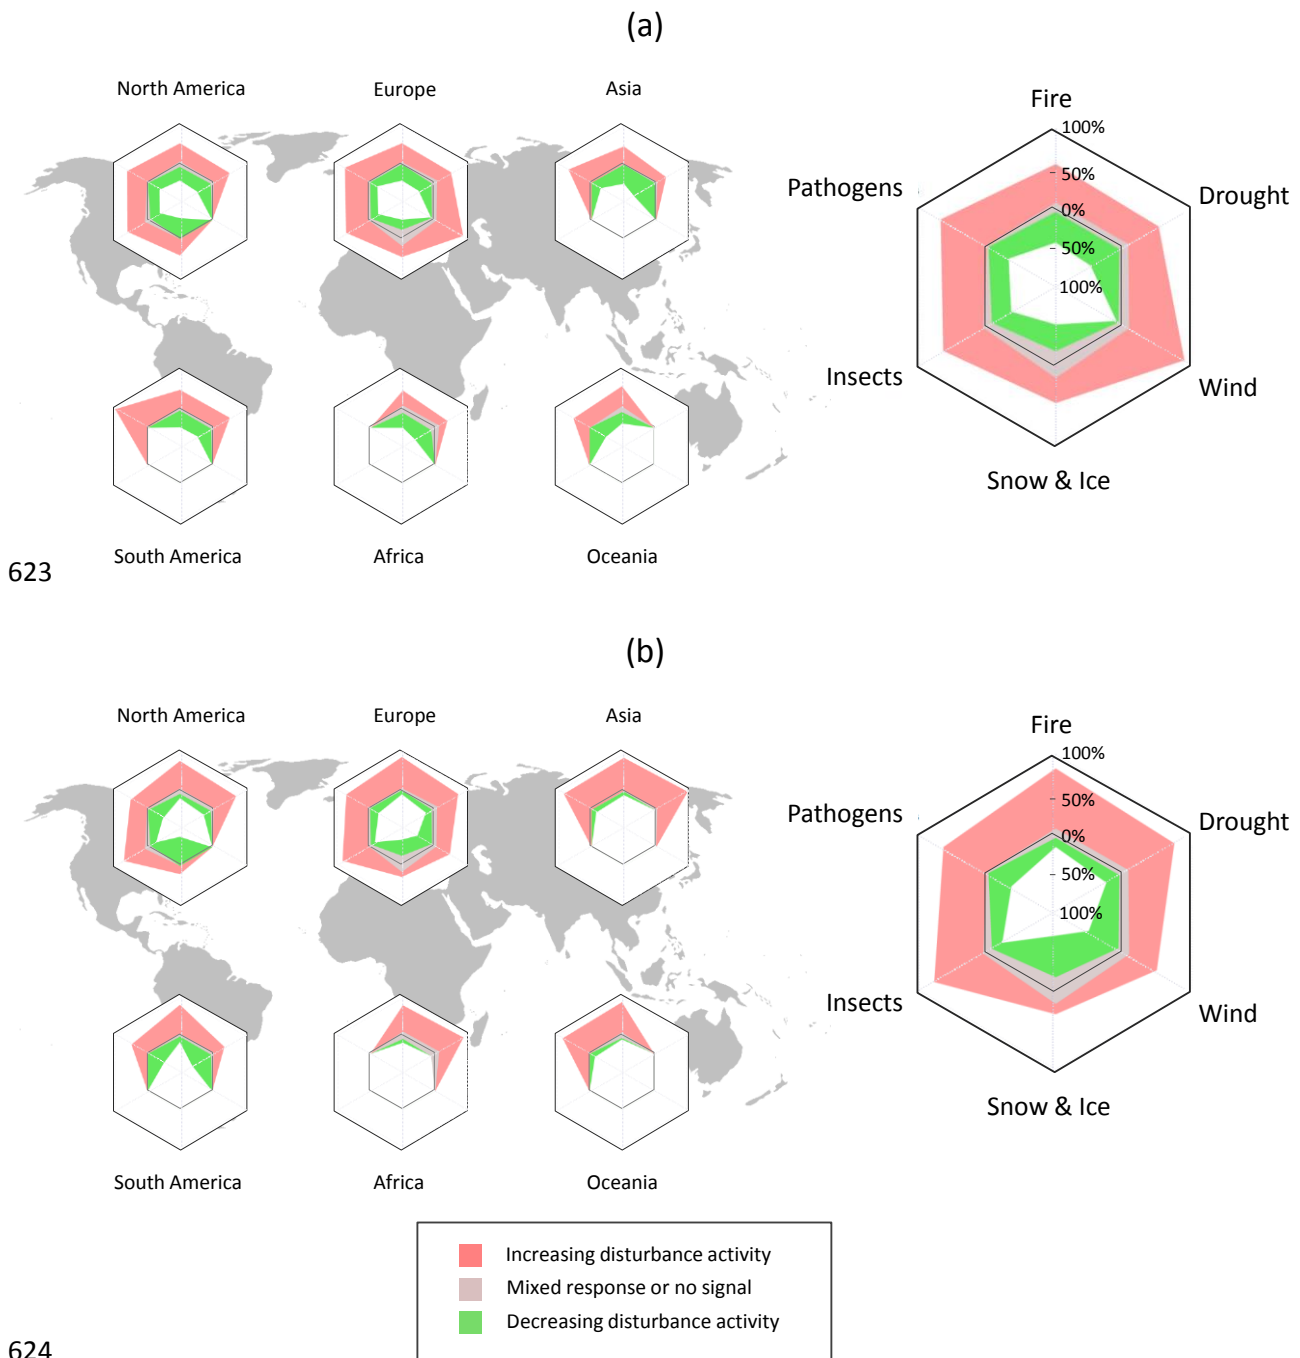 (a)
North America
Europe
Asia
Fire
100%
50%
0%
50%
100%
Pathogens
Drought
Insects
Wind
Snow & Ice
South America
Africa
Oceania
623
(b)
North America
Europe
Asia
Fire
100%
50%
0%
50%
100%
Pathogens
Drought
Insects
Wind
Snow & Ice
South America
Africa
Oceania
Increasing disturbance activity
Mixed response or no signal
Decreasing disturbance activity
624